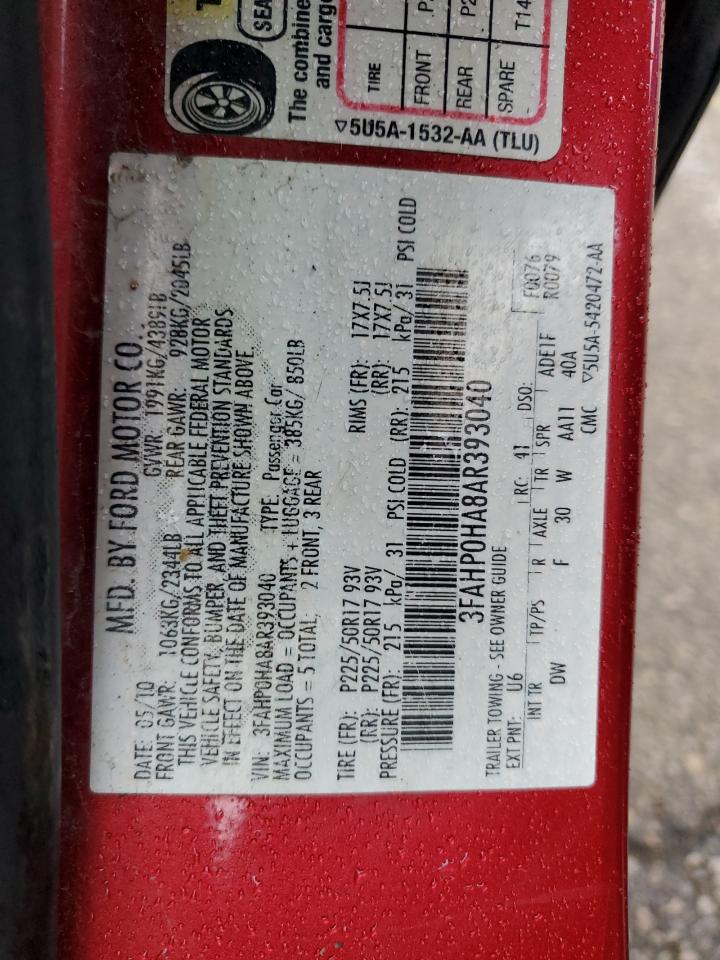 SEA
The combine
and cargo
TIRE
FRONT P
REAR P2
SPARE T14
▽5U5A-1532-AA (TLU)
MFD. BY FORD MOTOR CO.
DATE: 05/10 GVWR: 1991KG/4389LB
FRONT GAWR: 1063KG/2344LB REAR GAWR: 928KG/2045LB
THIS VEHICLE CONFORMS TO ALL APPLICABLE FEDERAL MOTOR
VEHICLE SAFETY, BUMPER, AND THEFT PREVENTION STANDARDS
IN EFFECT ON THE DATE OF MANUFACTURE SHOWN ABOVE.
VIN: 3FAHP0HA8AR393040 TYPE: Passenger Car
MAXIMUM LOAD = OCCUPANTS + LUGGAGE = 385KG/ 850LB
OCCUPANTS = 5 TOTAL; 2 FRONT, 3 REAR
TIRE (FR): P225/50R17 93V RIMS (FR): 17X7.5J
(RR): P225/50R17 93V (RR): 17X7.5J
PRESSURE (FR): 215 kPa/ 31 PSI COLD (RR): 215 kPa/ 31 PSI COLD
3FAHP0HA8AR393040
TRAILER TOWING - SEE OWNER GUIDE
EXT PNT: U6 RC: 41 DSO: F0076
R0079
INT TR TP/PS R AXLE TR SPR ADE1F
DW F 30 W AA11 40A
CMC ▽5U5A-5420472-AA